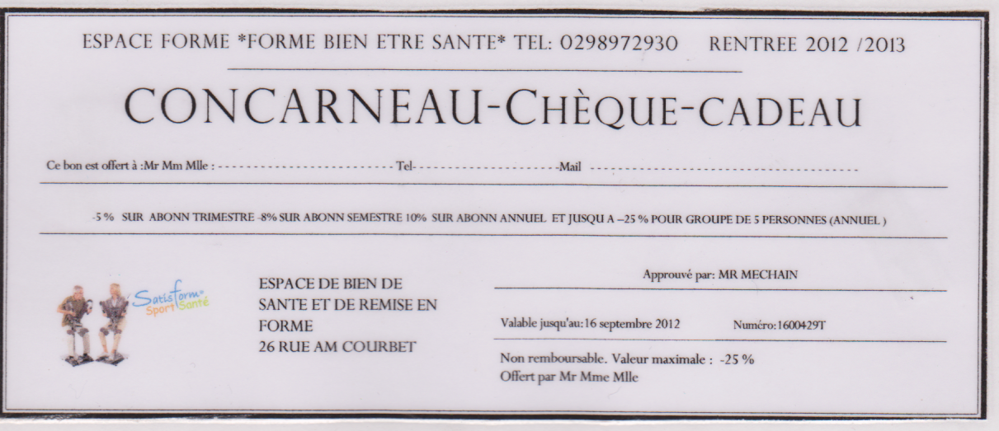 ESPACE FORME *FORME BIEN ETRE SANTE* TEL: 0298972930 RENTREE 2012 /2013
CONCARNEAU-CHÈQUE-CADEAU
Ce bon est offert à :Mr Mm Mlle : - - - - - - - - - - - - - - - - - - - - - - - - - - - Tel- - - - - - - - - - - - - - - - - - - - - - -Mail - - - - - - - - - - - - - - - - - - - - - - - - - - - - - - - - - - - - - - - - -
-5 % SUR ABONN TRIMESTRE -8% SUR ABONN SEMESTRE 10% SUR ABONN ANNUEL ET JUSQU A –25 % POUR GROUPE DE 5 PERSONNES (ANNUEL )
Satisform
Sport Santé
ESPACE DE BIEN DE
SANTE ET DE REMISE EN
FORME
26 RUE AM COURBET
Approuvé par: MR MECHAIN
Valable jusqu'au:16 septembre 2012 Numéro:1600429T
Non remboursable. Valeur maximale : -25 %
Offert par Mr Mme Mlle